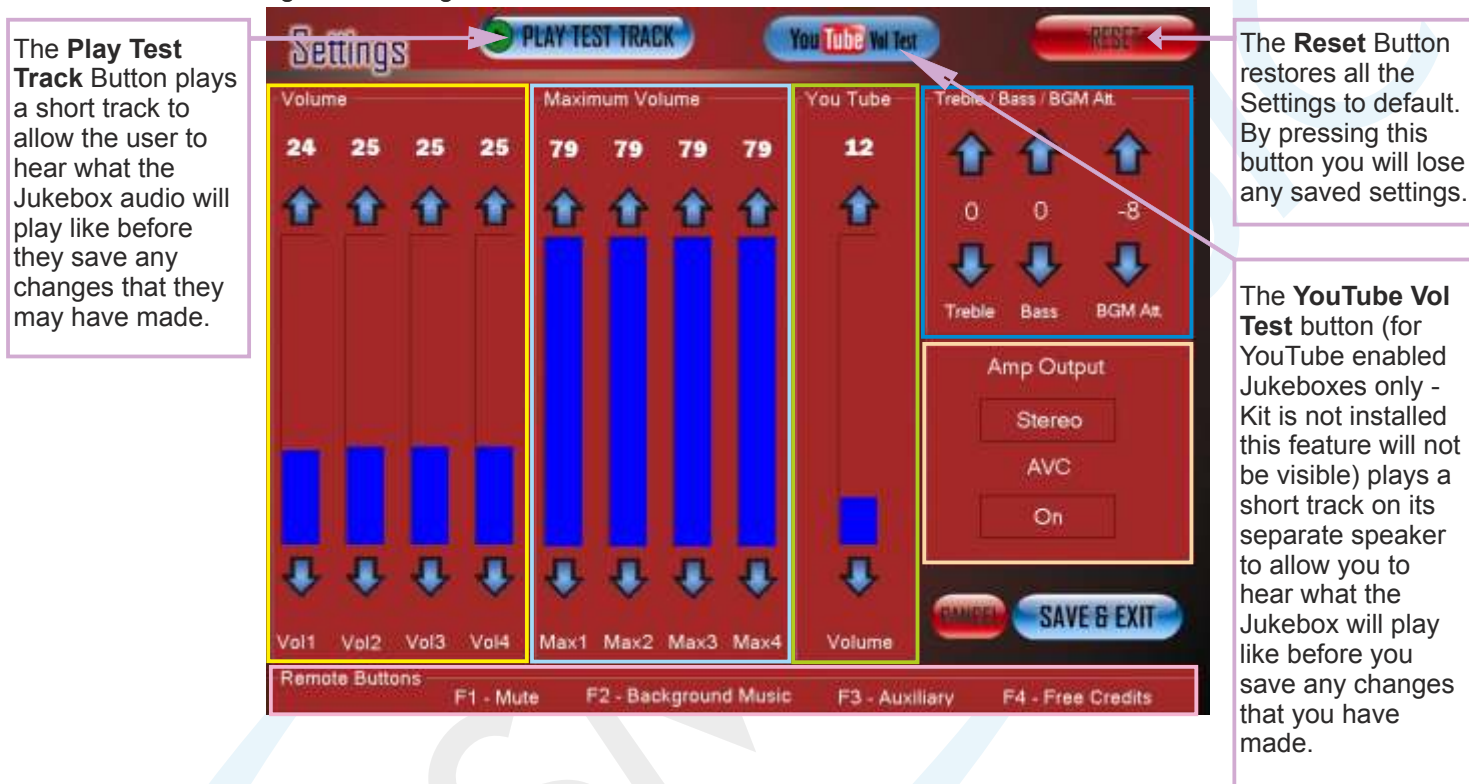 The Play Test
Track Button plays
a short track to
allow the user to
hear what the
Jukebox audio will
play like before
they save any
changes that they
may have made.
Settings
PLAY TEST TRACK
You Tube Vol Test
RESET
Volume
24 25 25 25
Vol1 Vol2 Vol3 Vol4
Maximum Volume
79 79 79 79
Max1 Max2 Max3 Max4
You Tube
12
Volume
Treble / Bass / BGM Att.
0 0 -8
Treble Bass BGM Att.
Amp Output
Stereo
AVC
On
CANCEL SAVE & EXIT
Remote Buttons
F1 - Mute F2 - Background Music F3 - Auxiliary F4 - Free Credits
The Reset Button
restores all the
Settings to default.
By pressing this
button you will lose
any saved settings.
The YouTube Vol
Test button (for
YouTube enabled
Jukeboxes only -
Kit is not installed
this feature will not
be visible) plays a
short track on its
separate speaker
to allow you to
hear what the
Jukebox will play
like before you
save any changes
that you have
made.